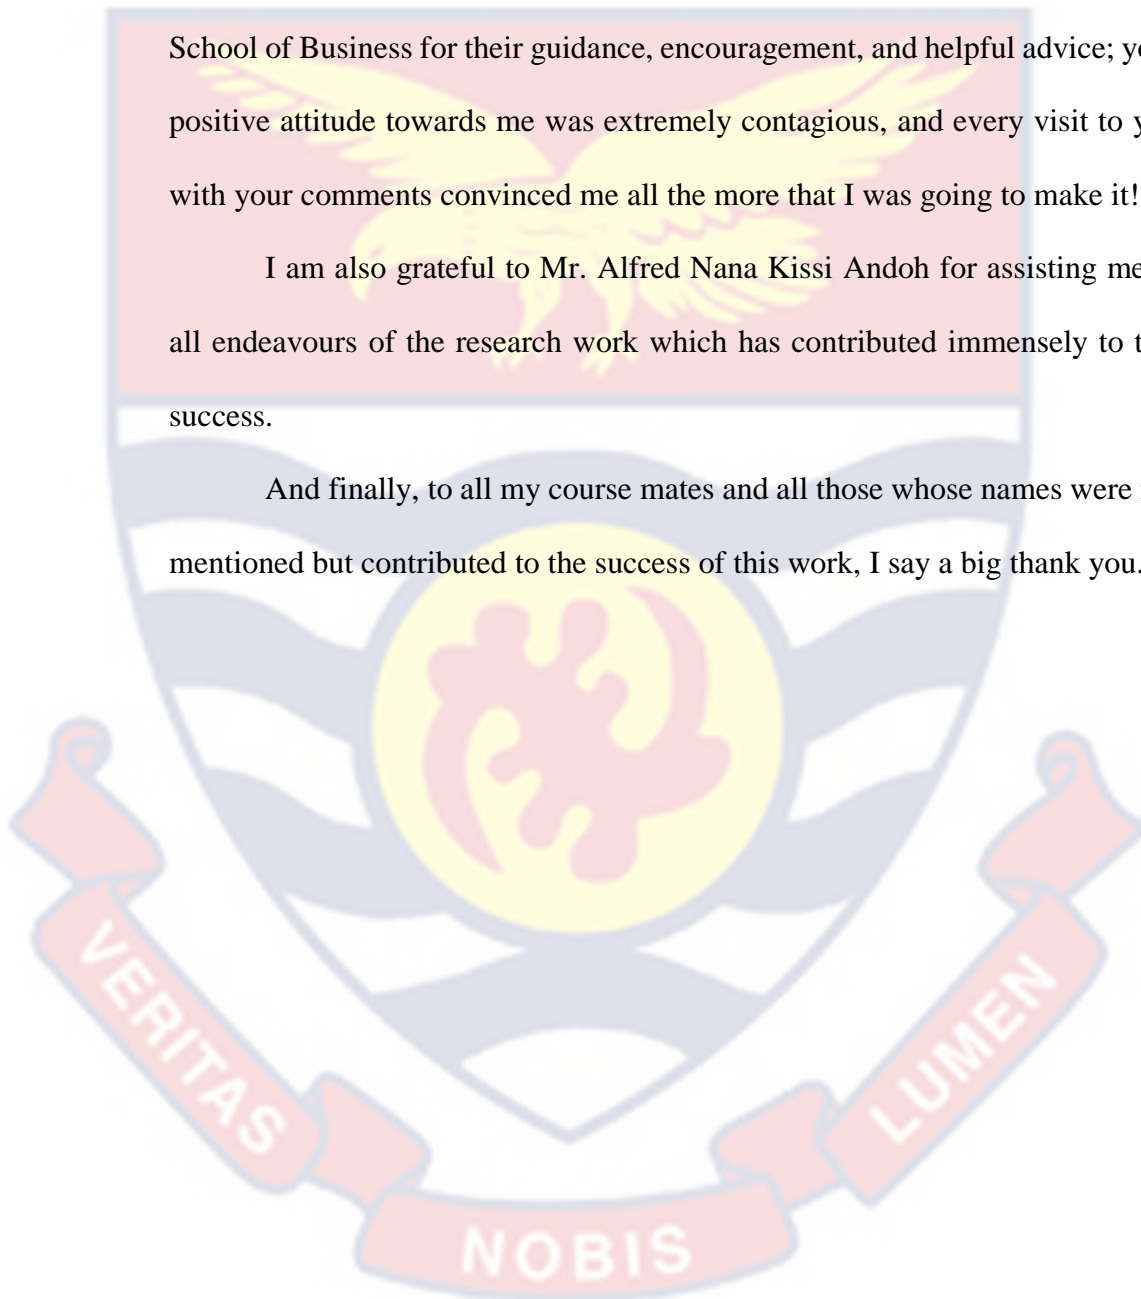 School of Business for their guidance, encouragement, and helpful advice; yo
positive attitude towards me was extremely contagious, and every visit to y
with your comments convinced me all the more that I was going to make it!
I am also grateful to Mr. Alfred Nana Kissi Andoh for assisting me
all endeavours of the research work which has contributed immensely to t
success.
And finally, to all my course mates and all those whose names were
mentioned but contributed to the success of this work, I say a big thank you.
VERITAS
NOBIS
LUMEN